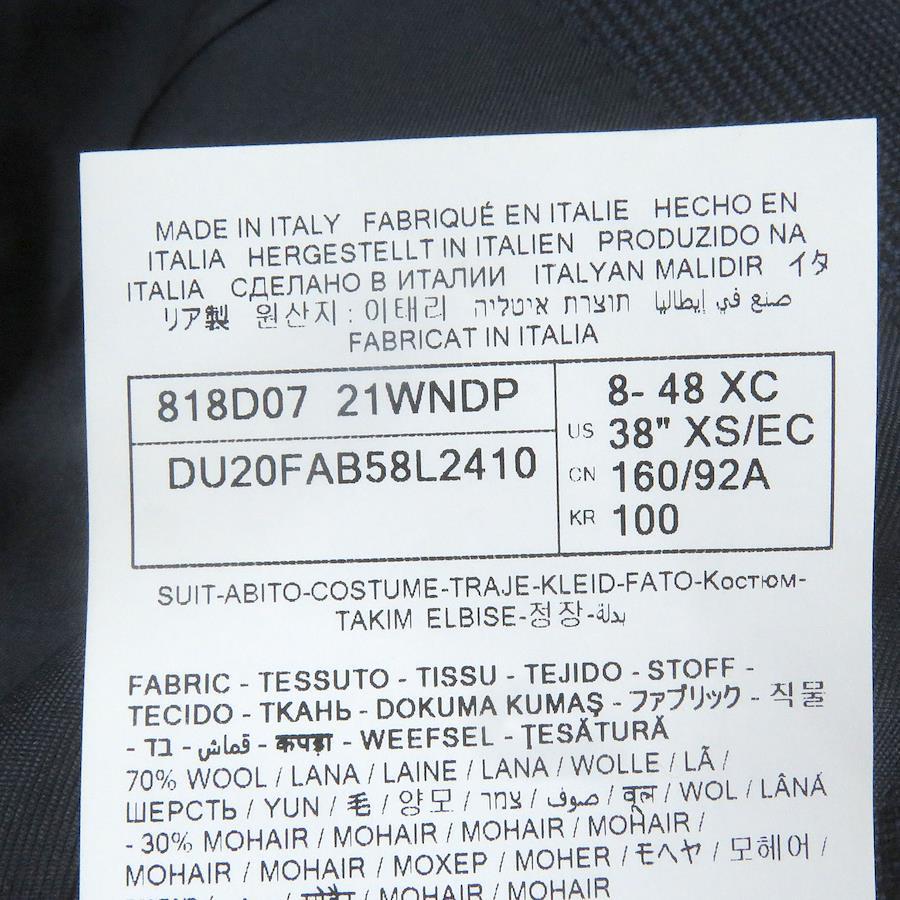 MADE IN ITALY FABRIQUÉ EN ITALIE HECHO EN
ITALIA HERGESTELLT IN ITALIEN PRODUZIDO NA
ITALIA СДЕЛАНО В ИТАЛИИ ITALYAN MALIDIR イタ
リア製 원산지 : 이태리 תוצרת איטליה صنع في إيطاليا
FABRICAT IN ITALIA
818D07 21WNDP
DU20FAB58L2410
8- 48 XC
US 38" XS/EC
CN 160/92A
KR 100
SUIT-ABITO-COSTUME-TRAJE-KLEID-FATO-Костюм-
TAKIM ELBISE-정장-بدلة
FABRIC - TESSUTO - TISSU - TEJIDO - STOFF -
TECIDO - ТКАНЬ - DOKUMA KUMAŞ - ファブリック - 직물
- בד - قماش - कपड़ा - WEEFSEL - ŢESĂTURĂ
70% WOOL / LANA / LAINE / LANA / WOLLE / LÃ /
ШЕРСТЬ / YUN / 毛 / 양모 / צמר / صوف / वूल / WOL / LÂNĂ
- 30% MOHAIR / MOHAIR / MOHAIR / MOHAIR /
MOHAIR / MOHAIR / МОХЕР / MOHER / モヘヤ / 모헤어 /
MOHAIR / MOHAIR